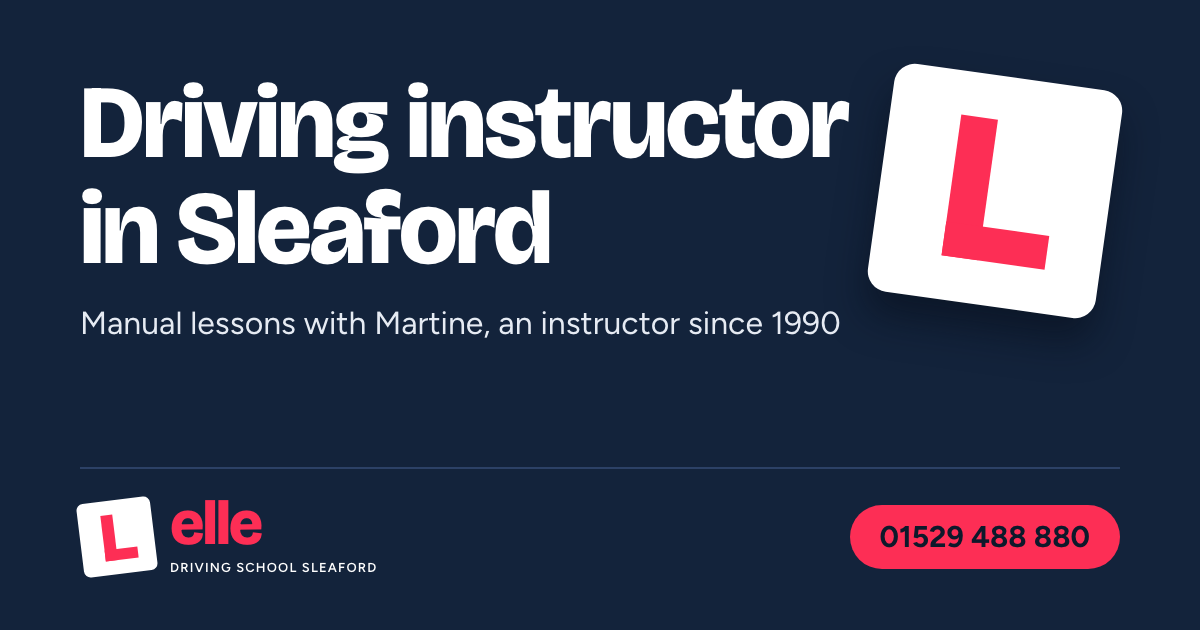 Driving instructor
in Sleaford
L
Manual lessons with Martine, an instructor since 1990
L
elle
DRIVING SCHOOL SLEAFORD
01529 488 880